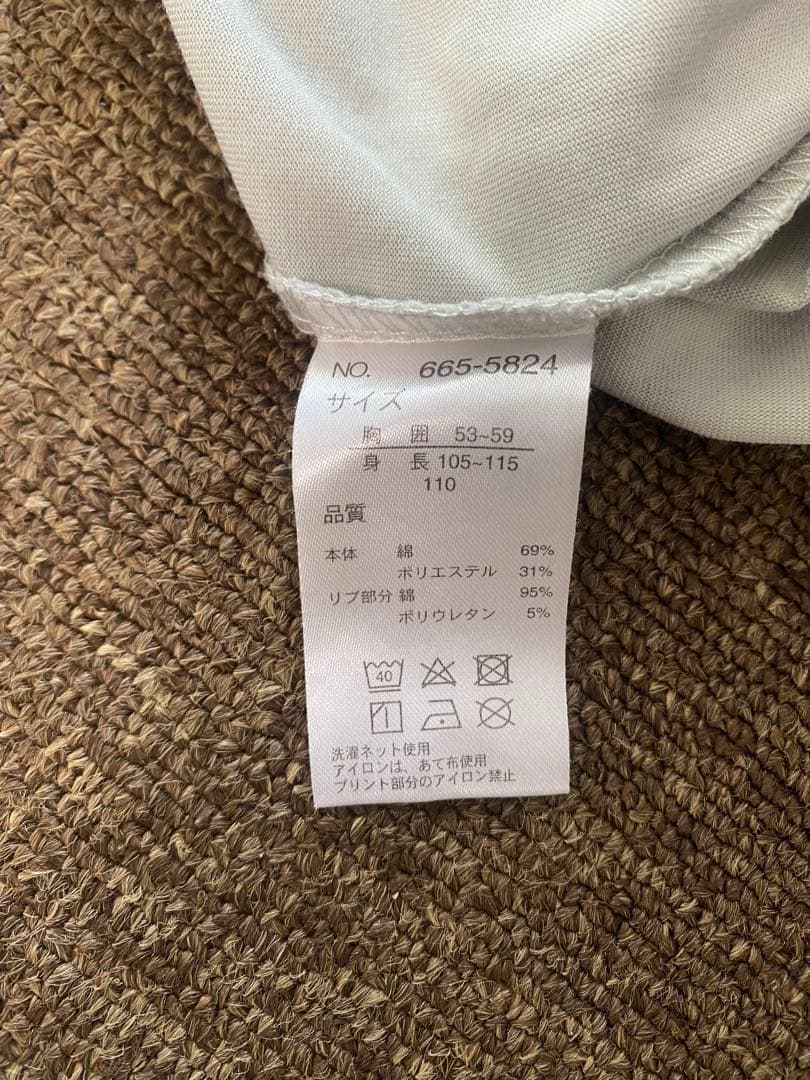 NO. 665-5824
サイズ
胸 囲 53~59
身 長 105~115
110
品質
本体 綿 69%
ポリエステル 31%
リブ部分 綿 95%
ポリウレタン 5%
40
洗濯ネット使用
アイロンは、あて布使用
プリント部分のアイロン禁止